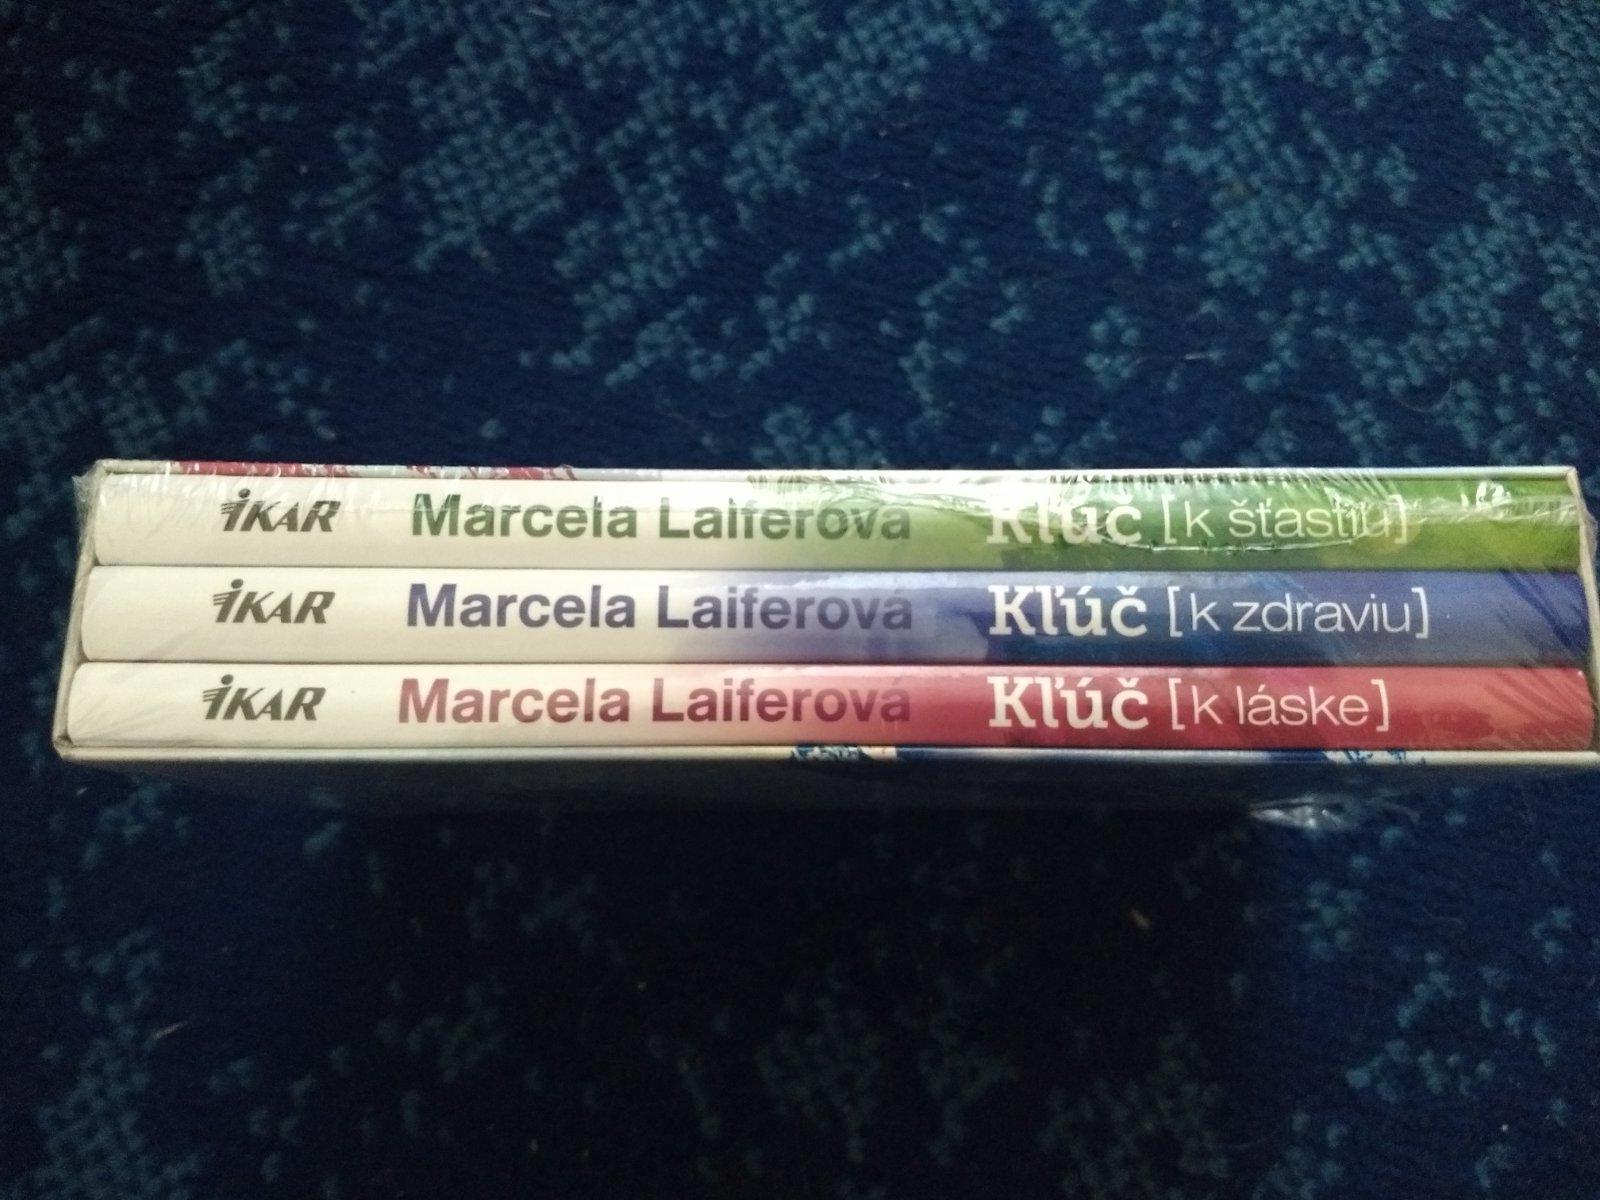 iKAR Marcela Laiferová Kľúč [k šťastiu]
iKAR Marcela Laiferová Kľúč [k zdraviu]
iKAR Marcela Laiferová Kľúč [k láske]